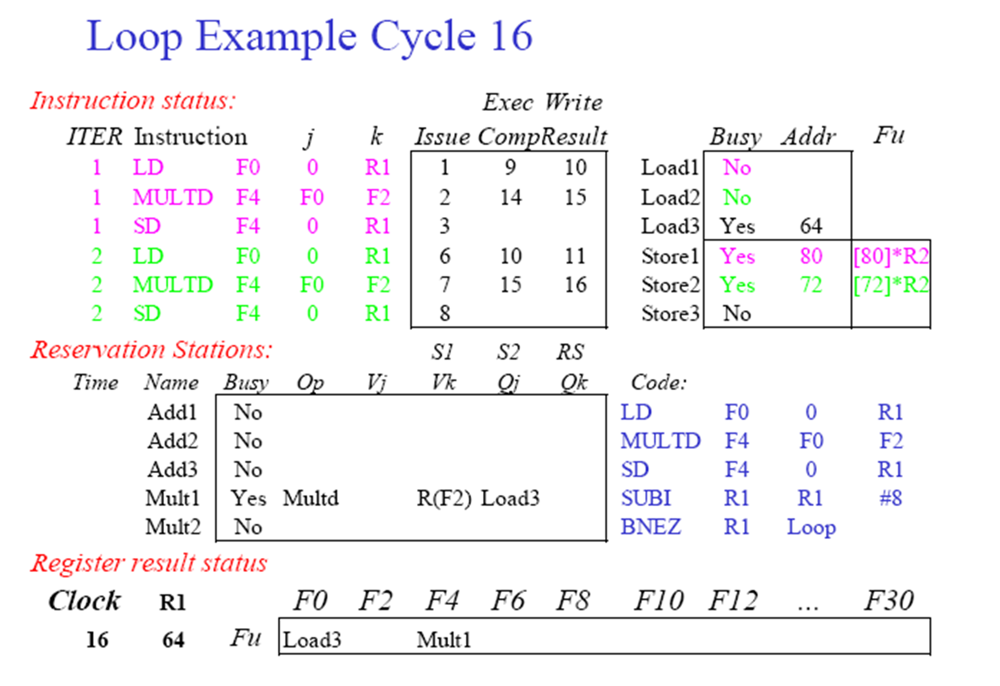 Loop Example Cycle 16
Instruction status: Exec Write
ITER Instruction j k Issue Comp Result Busy Addr Fu
1 LD F0 0 R1 1 9 10 Load1 No
1 MULTD F4 F0 F2 2 14 15 Load2 No
1 SD F4 0 R1 3 Load3 Yes 64
2 LD F0 0 R1 6 10 11 Store1 Yes 80 [80]*R2
2 MULTD F4 F0 F2 7 15 16 Store2 Yes 72 [72]*R2
2 SD F4 0 R1 8 Store3 No
Reservation Stations: S1 S2 RS
Time Name Busy Op Vj Vk Qj Qk Code:
Add1 No LD F0 0 R1
Add2 No MULTD F4 F0 F2
Add3 No SD F4 0 R1
Mult1 Yes Multd R(F2) Load3 SUBI R1 R1 #8
Mult2 No BNEZ R1 Loop
Register result status
Clock R1 F0 F2 F4 F6 F8 F10 F12 ... F30
16 64 Fu Load3 Mult1